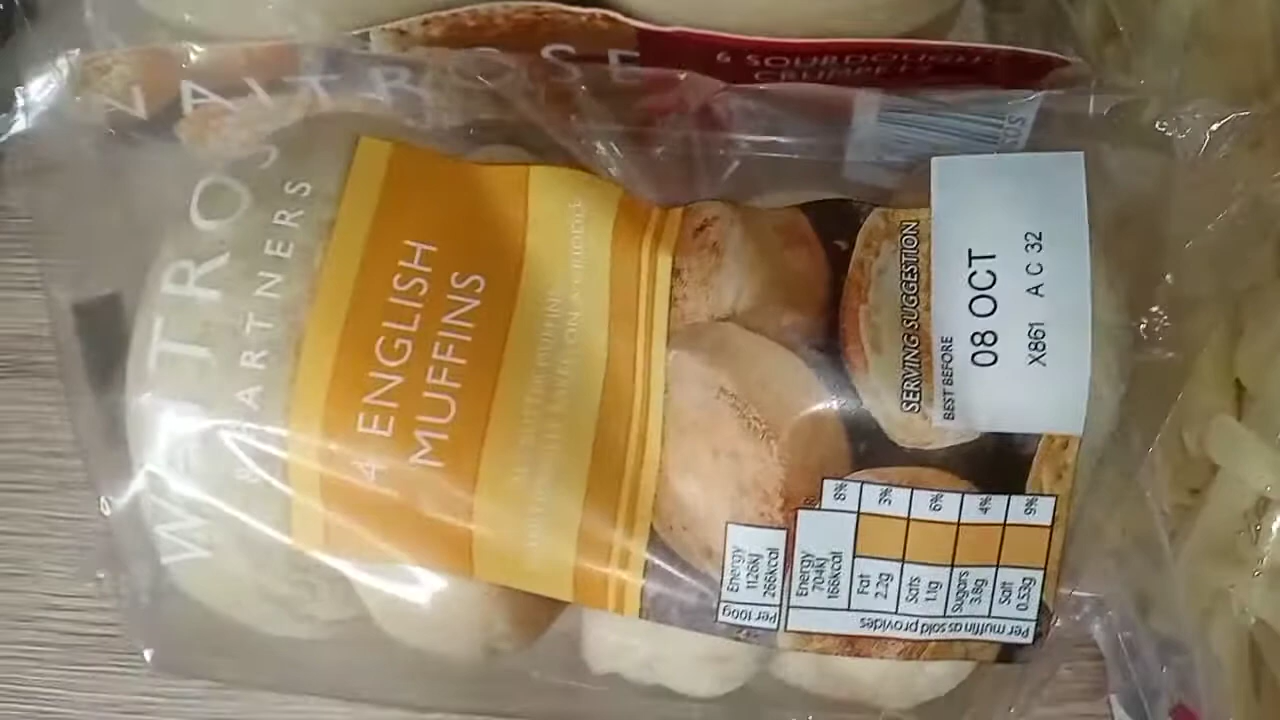 WAITROSE
6 SOURDOUGH
CRUMPETS
WAITROSE
& PARTNERS
4 ENGLISH
MUFFINS
SERVING SUGGESTION
BEST BEFORE
08 OCT
X861 A C 32
Per 100g
Energy
1126kJ
266kcal
Per muffin as sold provides
Energy
704kJ
166kcal
8%
Fat
2.2g
3%
Sats
1.1g
6%
Sugars
3.8g
4%
Salt
0.53g
9%